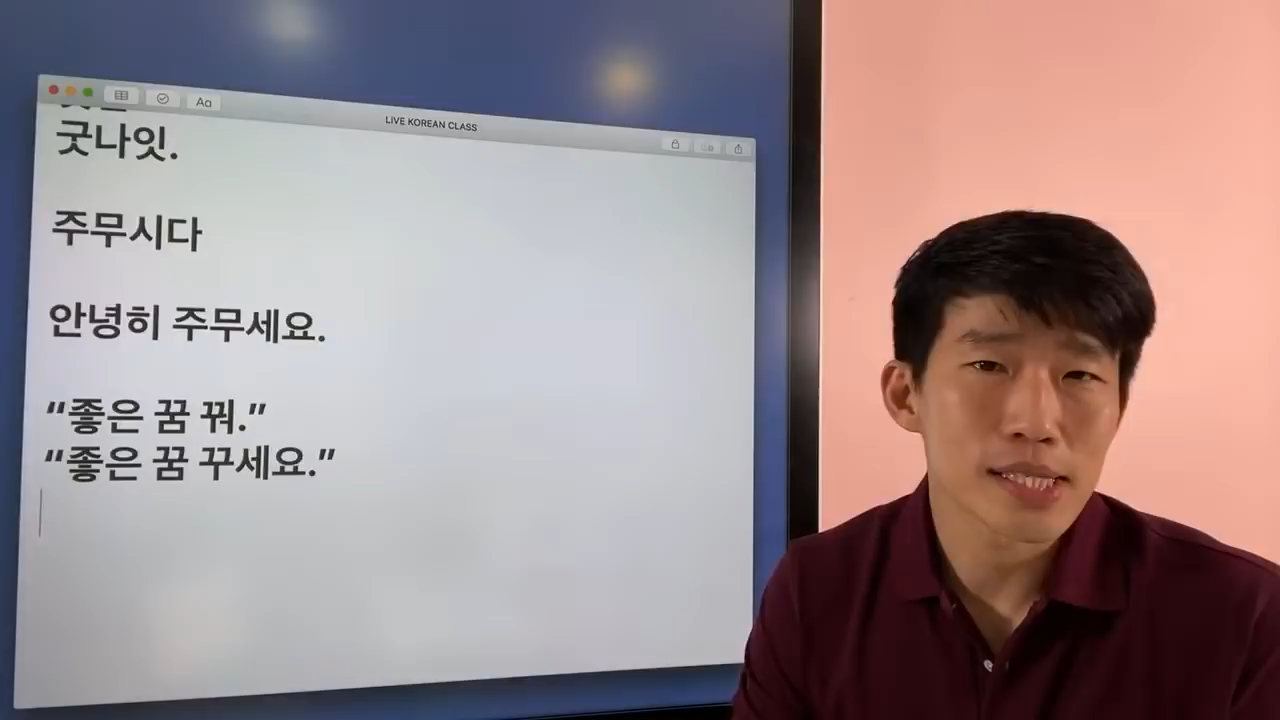 Aa
LIVE KOREAN CLASS
굿나잇.
주무시다
안녕히 주무세요.
“좋은 꿈 꿔.”
“좋은 꿈 꾸세요.”